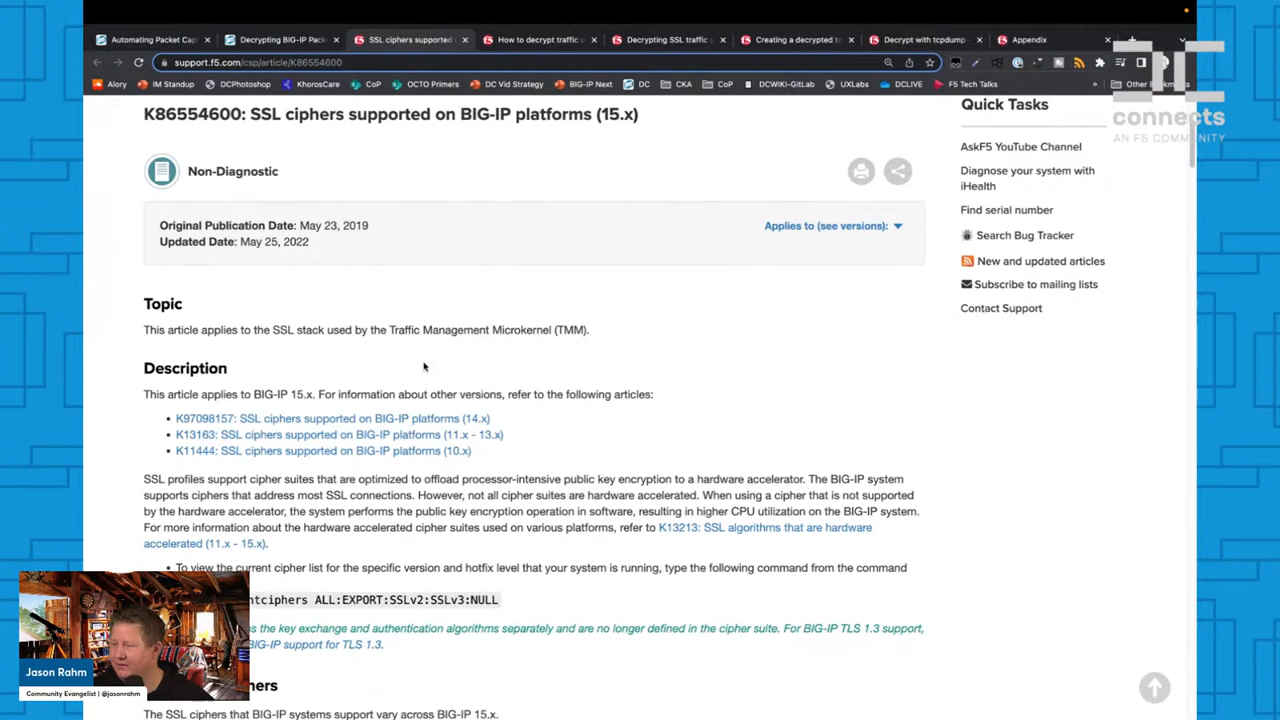 Automating Packet Cap
Decrypting BIG-IP Pack
SSL ciphers supported
How to decrypt traffic
Decrypting SSL traffic
Creating a decrypted t
Decrypt with tcpdump
Appendix
support.f5.com/csp/article/K86554600
Alory
DCPhotoshop
KhorosCare
CoP
OCTO Primers
DC Vid Strategy
BIG-IP Next
DC
CKA
CoP
DCWIKI-GitLab
UXLabs
DCLIVE
F5 Tech Talks
»
Other Bookmarks
connects
AN F5 COMMUNITY
K86554600: SSL ciphers supported on BIG-IP platforms (15.x)
Non-Diagnostic
Original Publication Date: May 23, 2019
Updated Date: May 25, 2022
Applies to (see versions):
Topic
This article applies to the SSL stack used by the Traffic Management Microkernel (TMM).
Description
This article applies to BIG-IP 15.x. For information about other versions, refer to the following articles:
• K97098157: SSL ciphers supported on BIG-IP platforms (14.x)
• K13163: SSL ciphers supported on BIG-IP platforms (11.x - 13.x)
• K11444: SSL ciphers supported on BIG-IP platforms (10.x)
SSL profiles support cipher suites that are optimized to offload processor-intensive public key encryption to a hardware accelerator. The BIG-IP system
supports ciphers that address most SSL connections. However, not all cipher suites are hardware accelerated. When using a cipher that is not supported
by the hardware accelerator, the system performs the public key encryption operation in software, resulting in higher CPU utilization on the BIG-IP system.
For more information about the hardware accelerated cipher suites used on various platforms, refer to K13213: SSL algorithms that are hardware
accelerated (11.x - 15.x).
• To view the current cipher list for the specific version and hotfix level that your system is running, type the following command from the command
ntciphers ALL:EXPORT:SSLv2:SSLv3:NULL
s the key exchange and authentication algorithms separately and are no longer defined in the cipher suite. For BIG-IP TLS 1.3 support,
BIG-IP support for TLS 1.3.
hers
The SSL ciphers that BIG-IP systems support vary across BIG-IP 15.x.
Quick Tasks
AskF5 YouTube Channel
Diagnose your system with
iHealth
Find serial number
Search Bug Tracker
New and updated articles
Subscribe to mailing lists
Contact Support
Jason Rahm
Community Evangelist | @jasonrahm